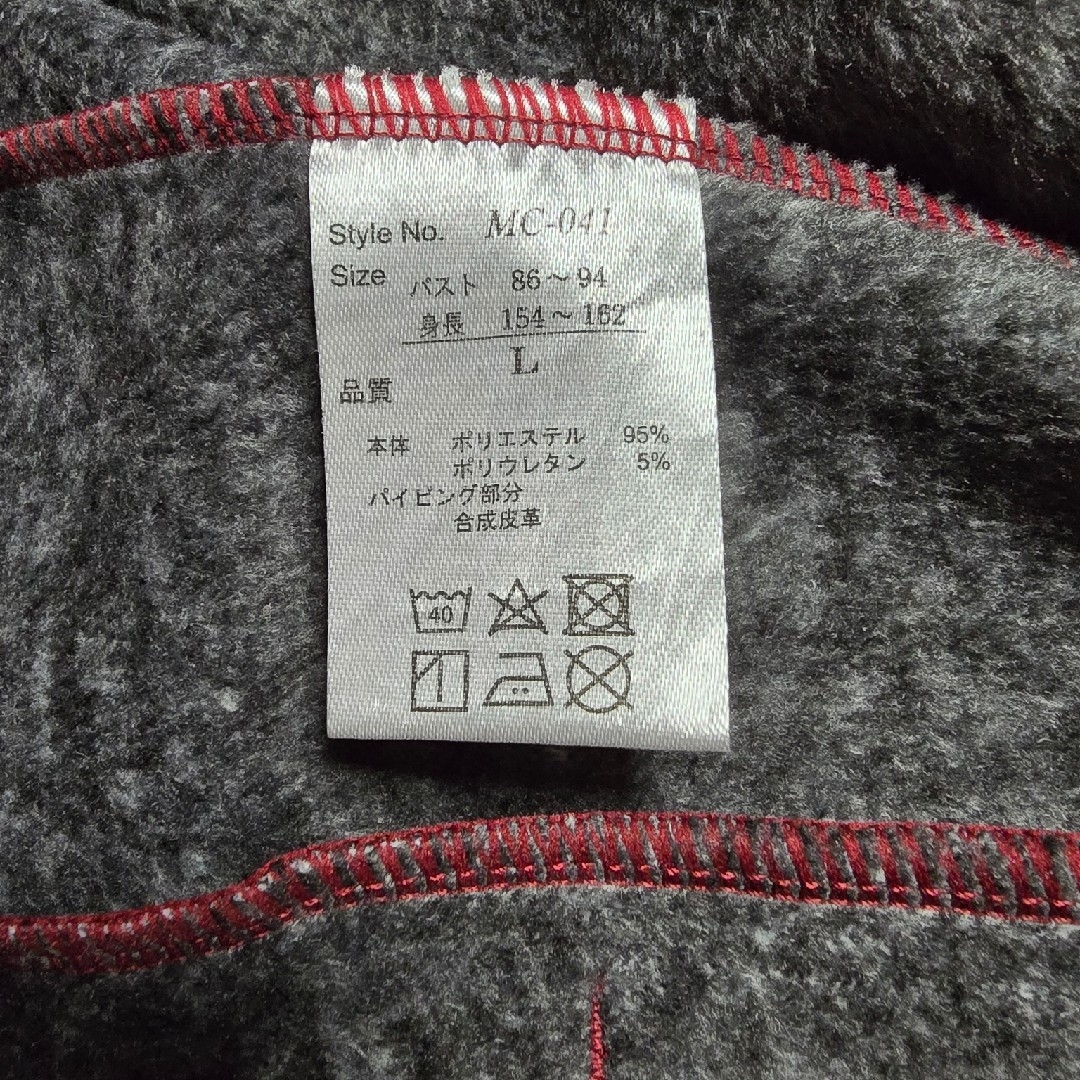 Style No. MC-041
Size バスト 86～94
身長 154～162
L
品質
本体 ポリエステル 95%
ポリウレタン 5%
パイピング部分
合成皮革
40